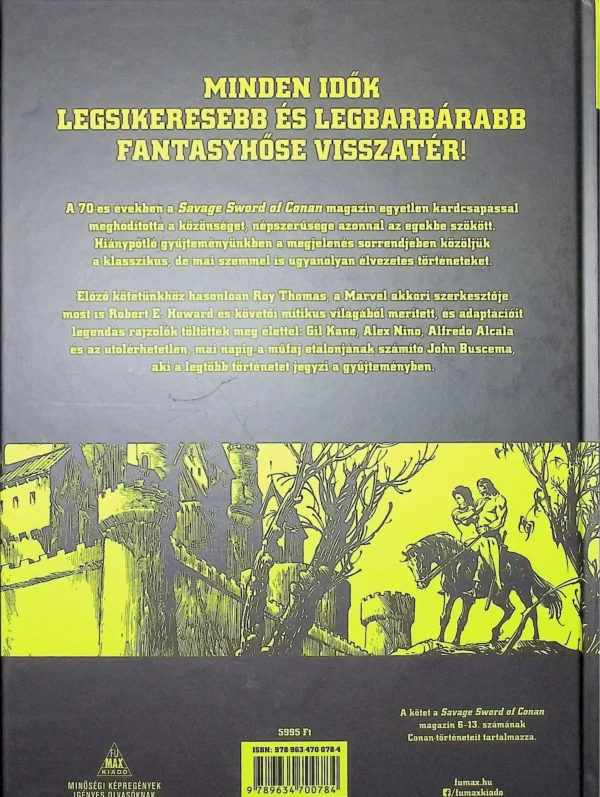 MINDEN IDŐK
LEGSIKERESEBB ÉS LEGBARBÁRABB
FANTASYHŐSE VISSZATÉR!
A 70-es években a Savage Sword of Conan magazin egyetlen kardcsapással
meghódította a közönséget, népszerűsége azonnal az egekbe szökött.
Hiánypótló gyűjteményünkben a megjelenés sorrendjében közöljük
a klasszikus, de mai szemmel is ugyanolyan élvezetes történeteket.
Előző kötetünkhöz hasonlóan Roy Thomas, a Marvel akkori szerkesztője
most is Robert E. Howard és követői mitikus világából merített, és adaptációit
legendás rajzolók töltötték meg élettel: Gil Kane, Alex Nino, Alfredo Alcala
és az utolérhetetlen, mai napig a műfaj etalonjának számító John Buscema,
aki a legtöbb történetet jegyzi a gyűjteményben.
A kötet a Savage Sword of Conan
magazin 6-13. számának
Conan történeteit tartalmazza.
5995 Ft
ISBN: 978-963-470-078-4
9 789634 700784
FU
MAX
KIADÓ
MINŐSÉGI KÉPREGÉNYEK
IGÉNYES OLVASÓKNAK
fumax.hu
/fumaxkiado